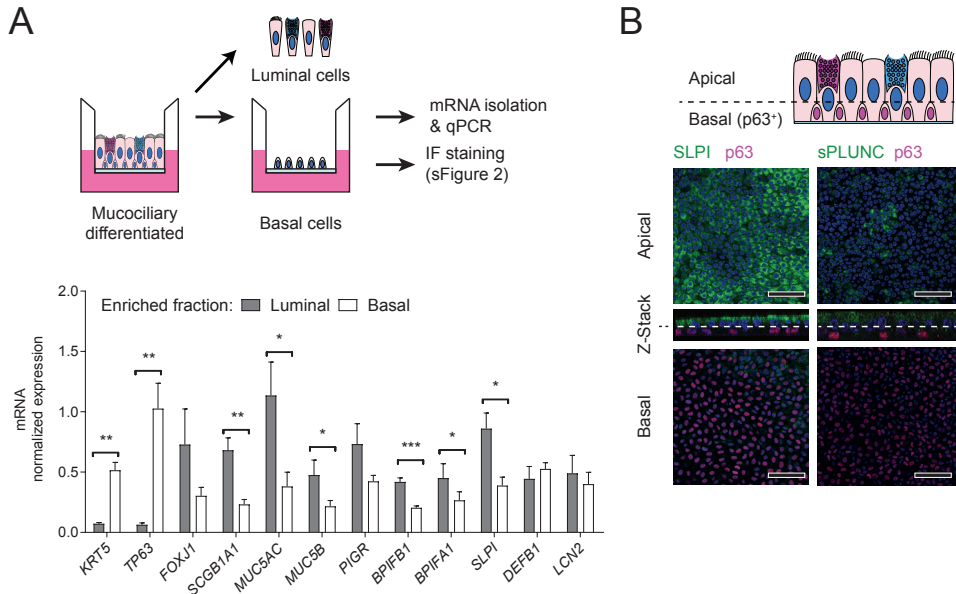 A
Luminal cells
mRNA isolation
& qPCR
IF staining
(sFigure 2)
Mucociliary
differentiated
Basal cells
Enriched fraction: Luminal Basal
mRNA
normalized expression
2.0
1.5
1.0
0.5
0.0
** ** ** * * *** * *
KRT5 TP63 FOXJ1 SCGB1A1 MUC5AC MUC5B PIGR BPIFB1 BPIFA1 SLPI DEFB1 LCN2
B
Apical
Basal (p63+)
SLPI p63 sPLUNC p63
Apical
Z-Stack
Basal